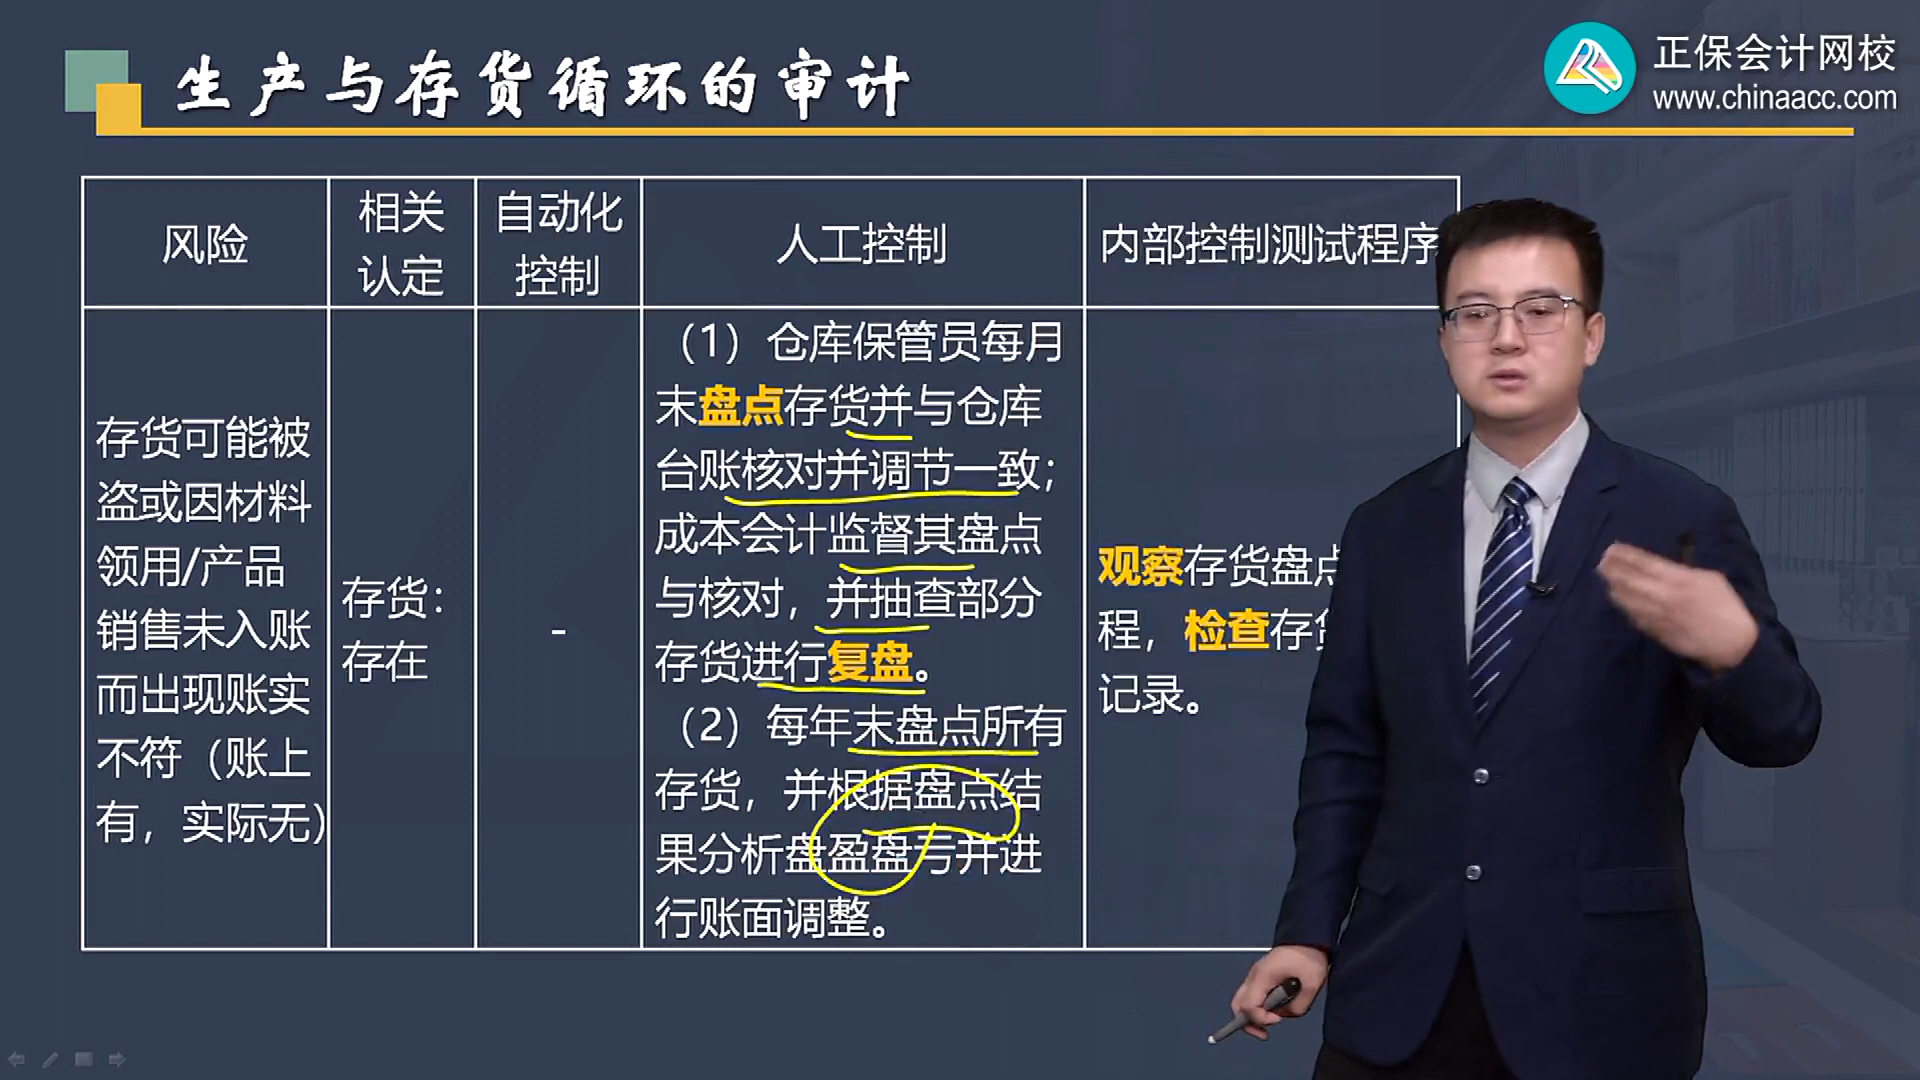 生产与存货循环的审计
正保会计网校
www.chinaacc.com
风险
相关
认定
自动化
控制
人工控制
内部控制测试程序
存货可能被
盗或因材料
领用/产品
销售未入账
而出现账实
不符（账上
有，实际无）
存货：
存在
-
（1）仓库保管员每月
末盘点存货并与仓库
台账核对并调节一致；
成本会计监督其盘点
与核对，并抽查部分
存货进行复盘。
（2）每年末盘点所有
存货，并根据盘点结
果分析盘盈盘亏并进
行账面调整。
观察存货盘点
程，检查存货
记录。